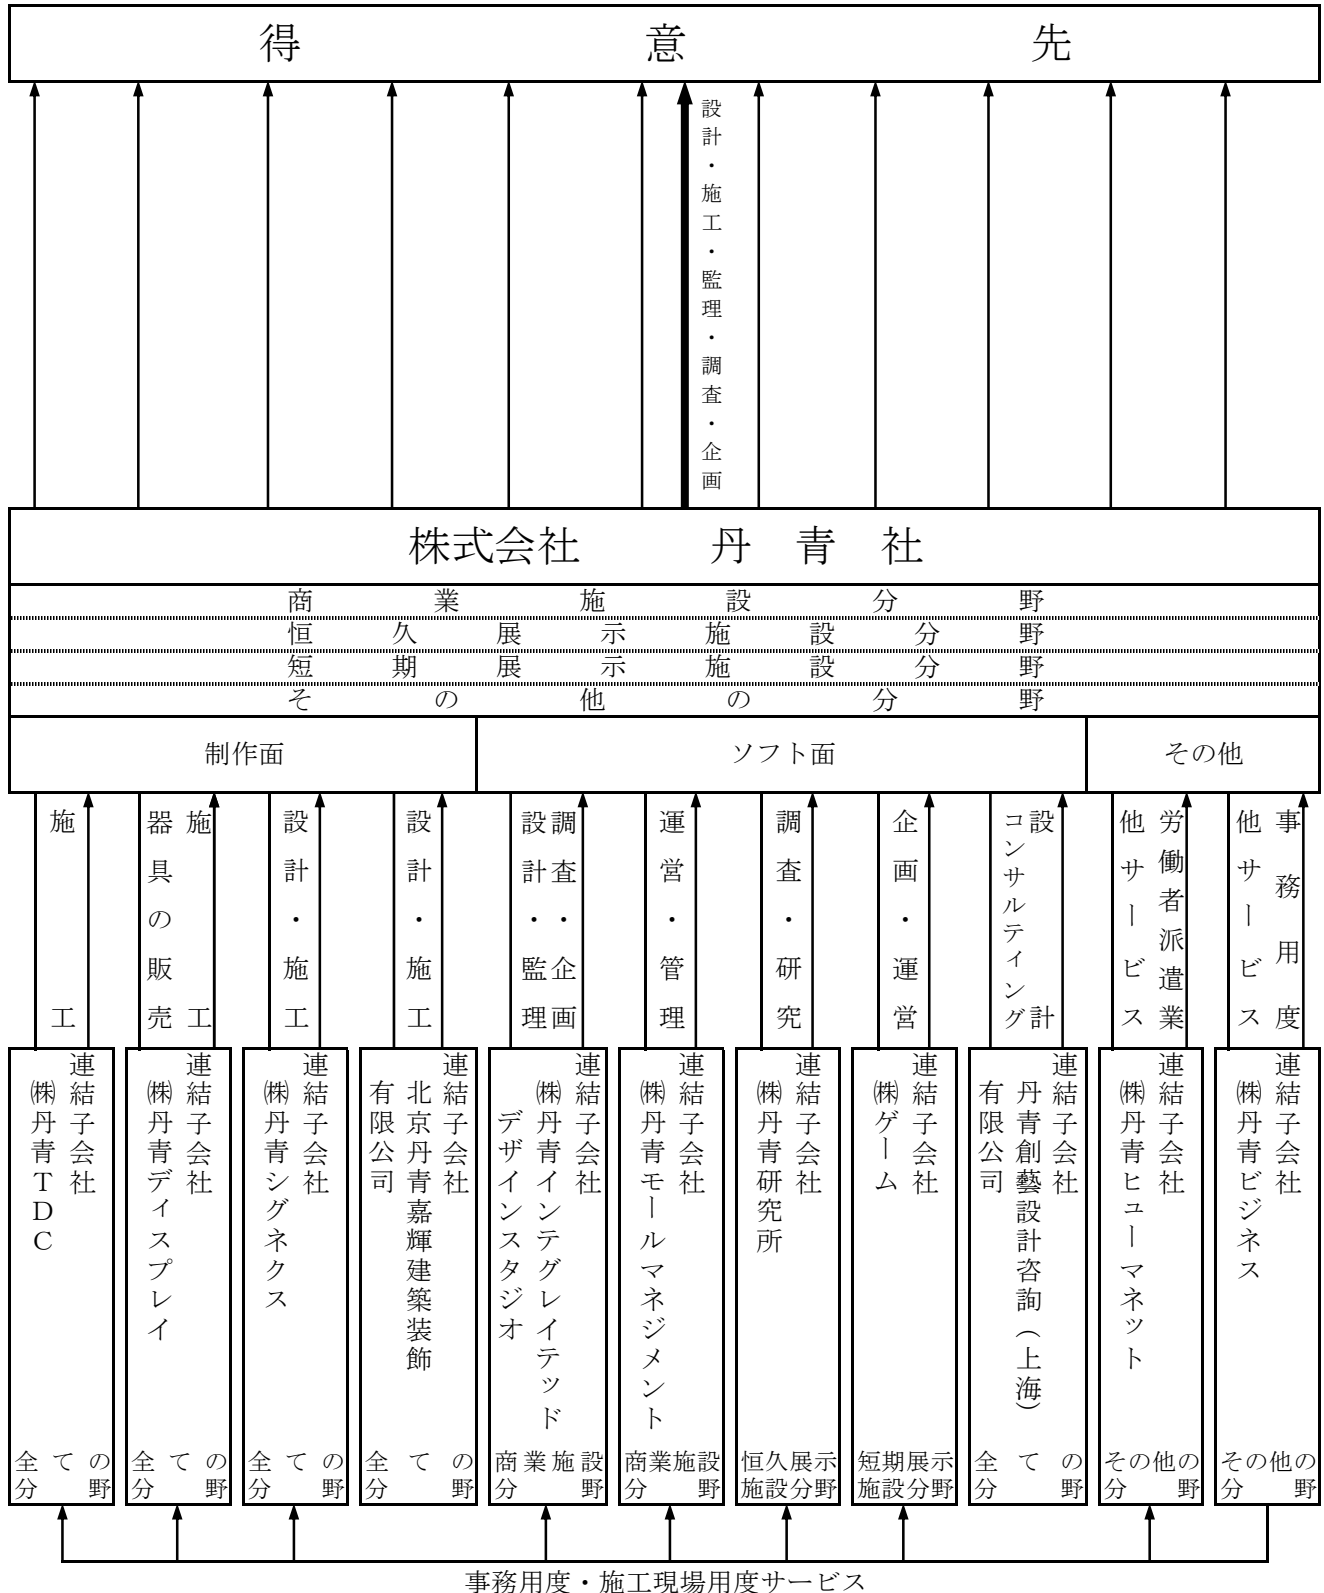 得意先
設計・施工・監理・調査・企画
株式会社 丹青社
商業施設分野
恒久展示施設分野
短期展示施設分野
その他の分野
制作面
ソフト面
その他
施工
施工
器具の販売
設計・施工
設計・施工
調査・企画
設計・監理
運営・管理
調査・研究
企画・運営
設計
コンサルティング
労働者派遣業
他サービス
事務用度
他サービス
連結子会社
㈱丹青TDC
全ての
分野
連結子会社
㈱丹青ディスプレイ
全ての
分野
連結子会社
㈱丹青シグネクス
全ての
分野
連結子会社
北京丹青嘉輝建築装飾
有限公司
全ての
分野
連結子会社
㈱丹青インテグレイテッド
デザインスタジオ
商業施設
分野
連結子会社
㈱丹青モールマネジメント
商業施設
分野
連結子会社
㈱丹青研究所
恒久展示
施設分野
連結子会社
㈱ゲーム
短期展示
施設分野
連結子会社
丹青創藝設計咨詢(上海)
有限公司
全ての
分野
連結子会社
㈱丹青ヒューマネット
その他の
分野
連結子会社
㈱丹青ビジネス
その他の
分野
事務用度・施工現場用度サービス